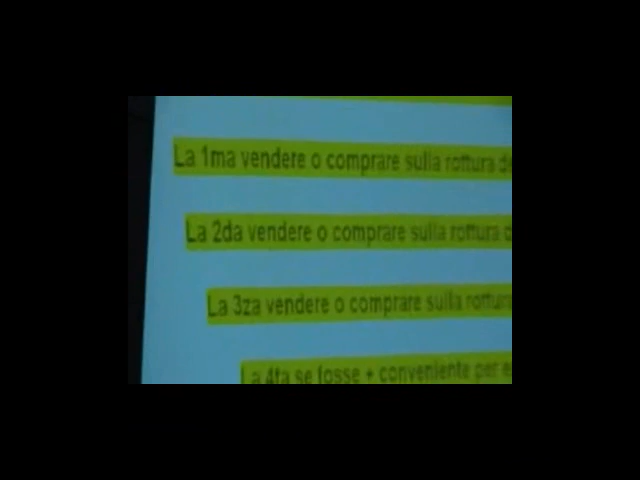 La 1ma vendere o comprare sulla rottura
La 2da vendere o comprare sulla rottura
La 3za vendere o comprare sulla rottura
La 4ta se fosse + conveniente per